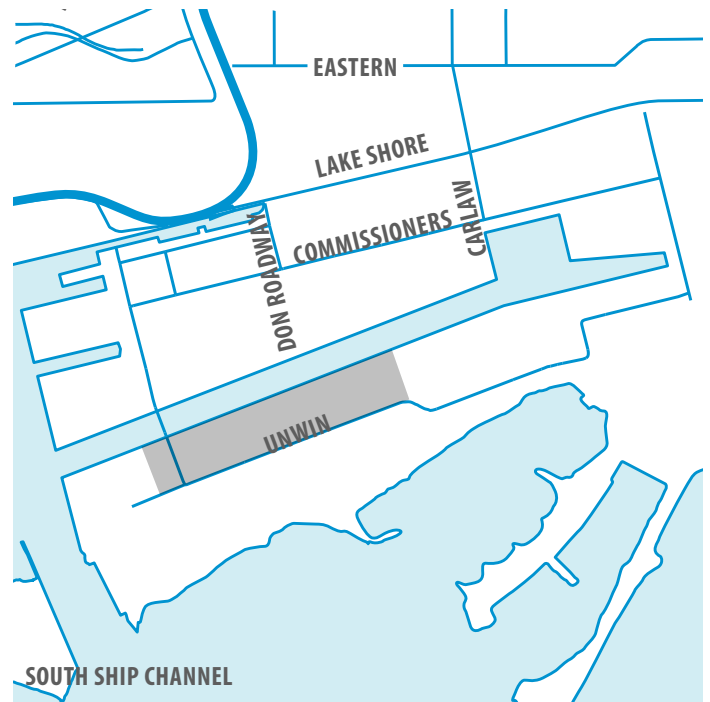 EASTERN
LAKE SHORE
CARLAW
COMMISSIONERS
DON ROADWAY
UNWIN
SOUTH SHIP CHANNEL